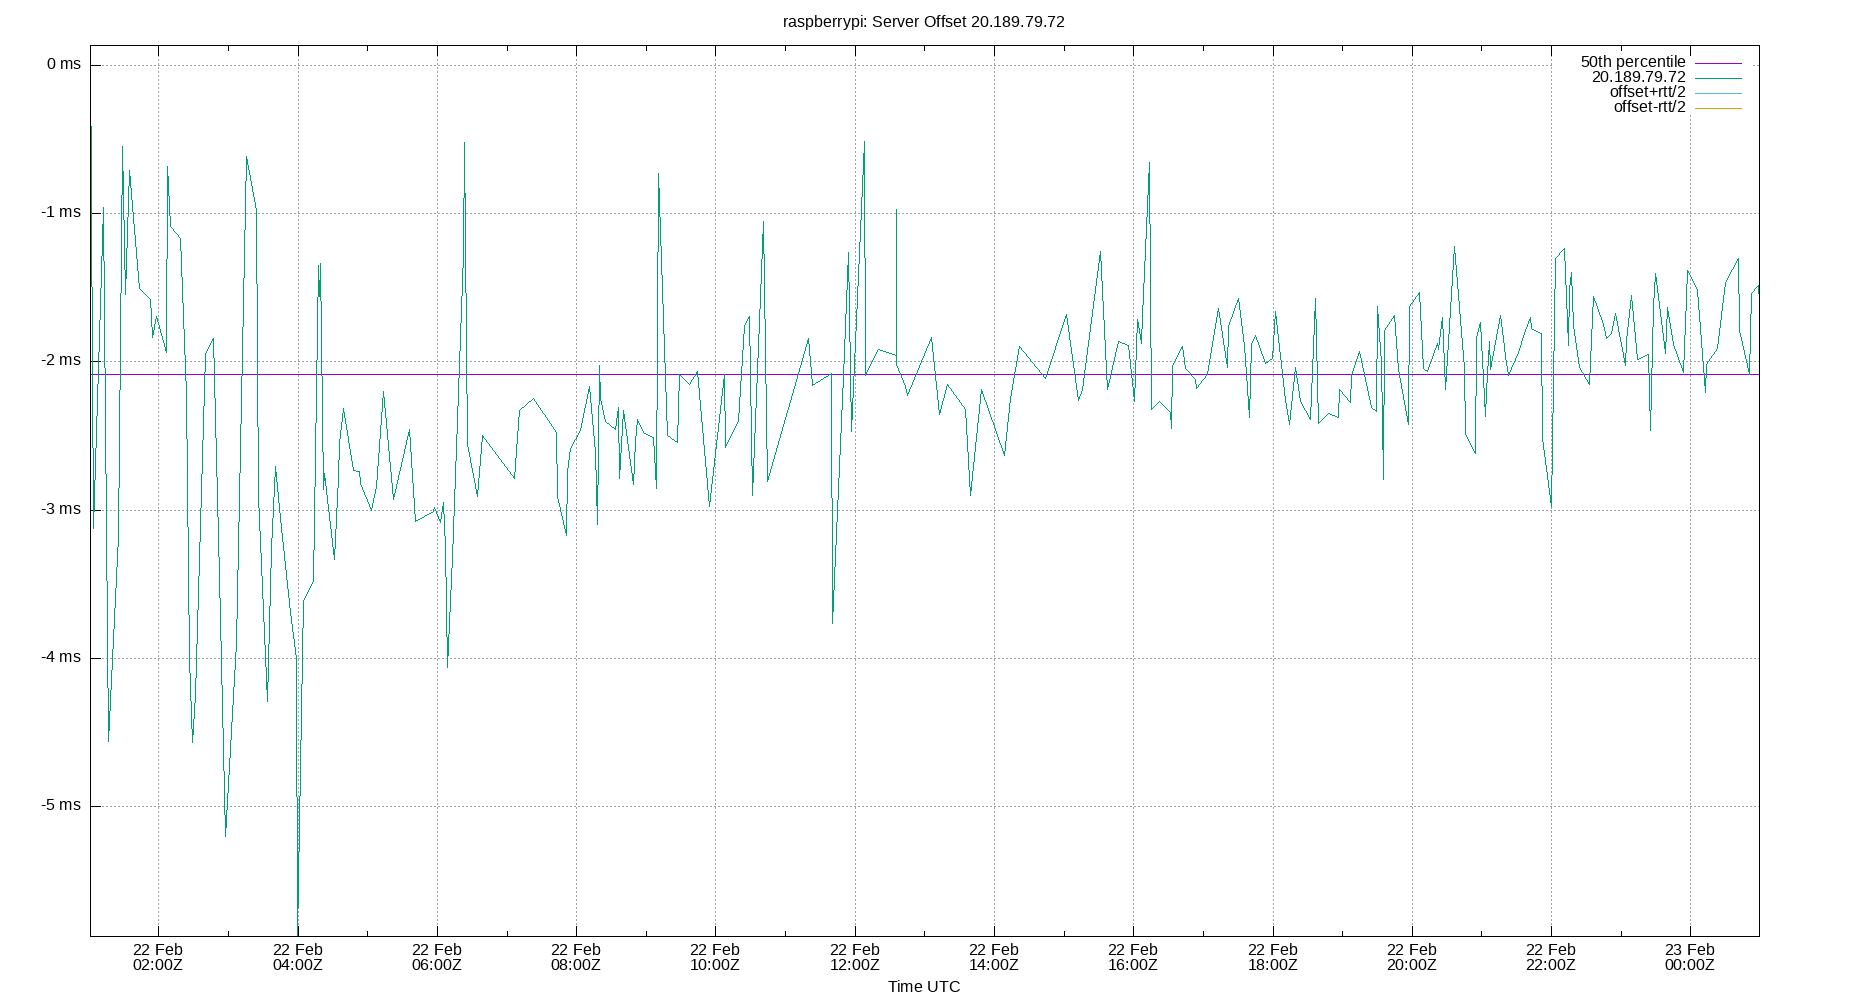 raspberrypi: Server Offset 20.189.79.72
0 ms
-1 ms
-2 ms
-3 ms
-4 ms
-5 ms
50th percentile
20.189.79.72
offset+rtt/2
offset-rtt/2
22 Feb 22 Feb 22 Feb 22 Feb 22 Feb 22 Feb 22 Feb 22 Feb 22 Feb 22 Feb 22 Feb 23 Feb
02:00Z 04:00Z 06:00Z 08:00Z 10:00Z 12:00Z 14:00Z 16:00Z 18:00Z 20:00Z 22:00Z 00:00Z
Time UTC